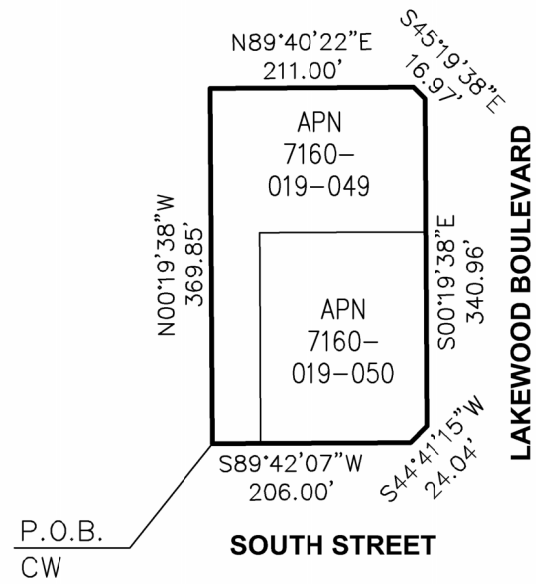 N89°40'22"E
211.00'
S45°19'38"E
16.97'
APN
7160-
019-049
N00°19'38"W
369.85'
S00°19'38"E
340.96'
LAKEWOOD BOULEVARD
APN
7160-
019-050
S44°41'15"W
24.04'
S89°42'07"W
206.00'
P.O.B.
CW
SOUTH STREET